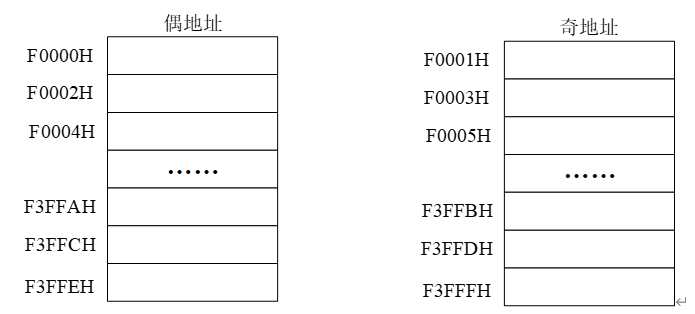 偶地址
F0000H
F0002H
F0004H
……
F3FFAH
F3FFCH
F3FFEH
奇地址
F0001H
F0003H
F0005H
……
F3FFBH
F3FFDH
F3FFFH